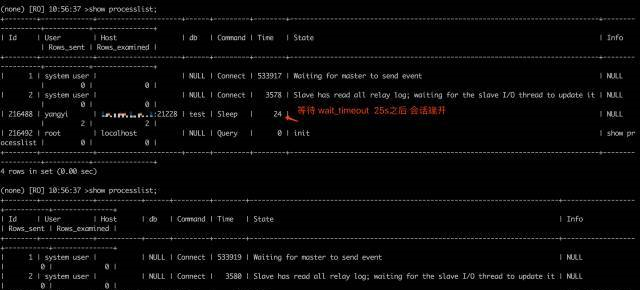 (none) [RO] 10:56:37 >show processlist;
| Id | User | Host | db | Command | Time | State | Info
| Rows_sent | Rows_examined |
| 1 | system user | | NULL | Connect | 533917 | Waiting for master to send event | NULL
| 0 | 0 |
| 2 | system user | | NULL | Connect | 3578 | Slave has read all relay log; waiting for the slave I/O thread to update it | NULL
| 0 | 0 |
| 216488 | yangyi | :21228 | test | Sleep | 24 | | NULL
| 2 | 2 |
等待 wait_timeout 25s之后 会话端开
| 216492 | root | localhost | NULL | Query | 0 | init | show pr
ocesslist | 0 | 0 |
4 rows in set (0.00 sec)
(none) [RO] 10:56:37 >show processlist;
| Id | User | Host | db | Command | Time | State | Info
| Rows_sent | Rows_examined |
| 1 | system user | | NULL | Connect | 533919 | Waiting for master to send event | NULL
| 0 | 0 |
| 2 | system user | | NULL | Connect | 3580 | Slave has read all relay log; waiting for the slave I/O thread to update it | NULL
| 0 | 0 |